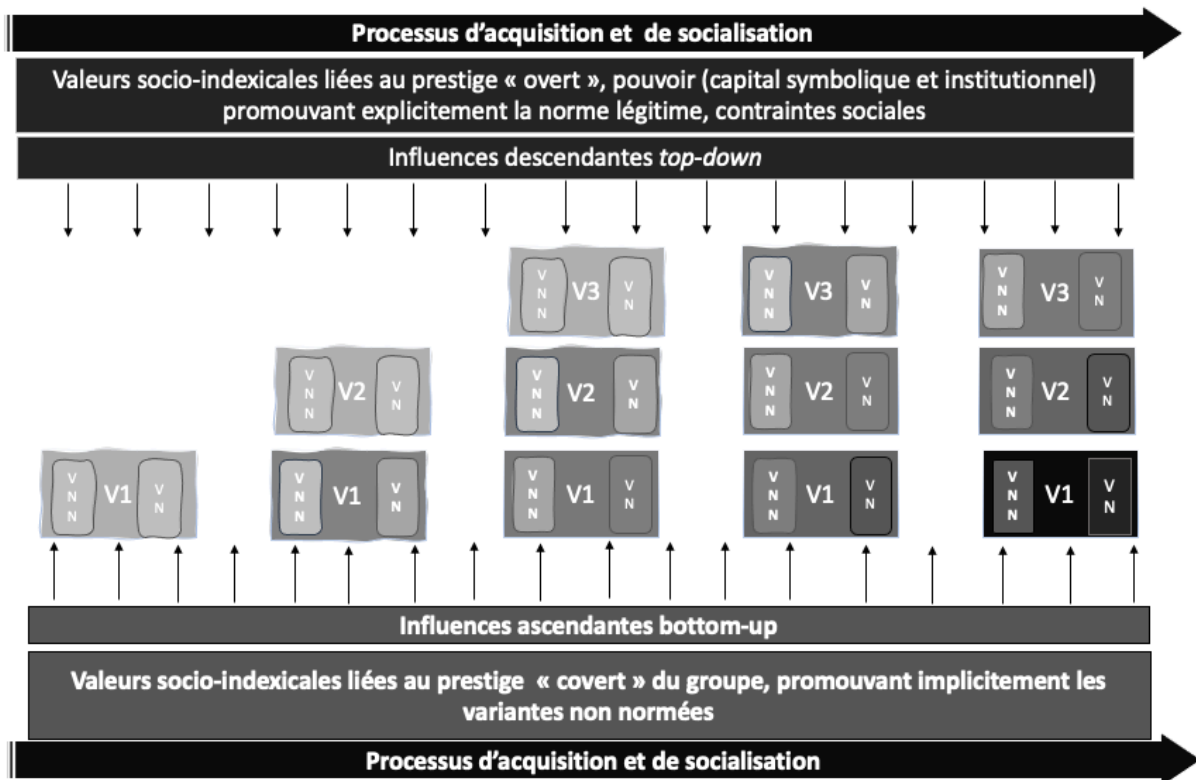 Processus d'acquisition et de socialisation
Valeurs socio-indexicales liées au prestige « overt », pouvoir (capital symbolique et institutionnel)
promouvant explicitement la norme légitime, contraintes sociales
Influences descendantes top-down
V N N V3 V N
V N N V3 V N
V N N V3 V N
V N N V2 V N
V N N V2 V N
V N N V2 V N
V N N V2 V N
V N N V1 V N
V N N V1 V N
V N N V1 V N
V N N V1 V N
V N N V1 V N
Influences ascendantes bottom-up
Valeurs socio-indexicales liées au prestige « covert » du groupe, promouvant implicitement les
variantes non normées
Processus d'acquisition et de socialisation